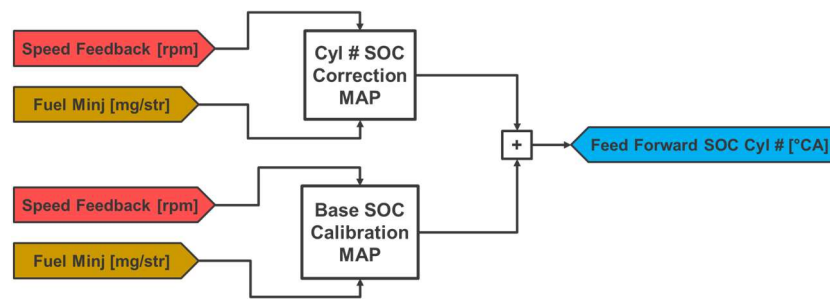 Speed Feedback [rpm]
Fuel Minj [mg/str]
Cyl # SOC
Correction
MAP
+
Feed Forward SOC Cyl # [°CA]
Speed Feedback [rpm]
Fuel Minj [mg/str]
Base SOC
Calibration
MAP